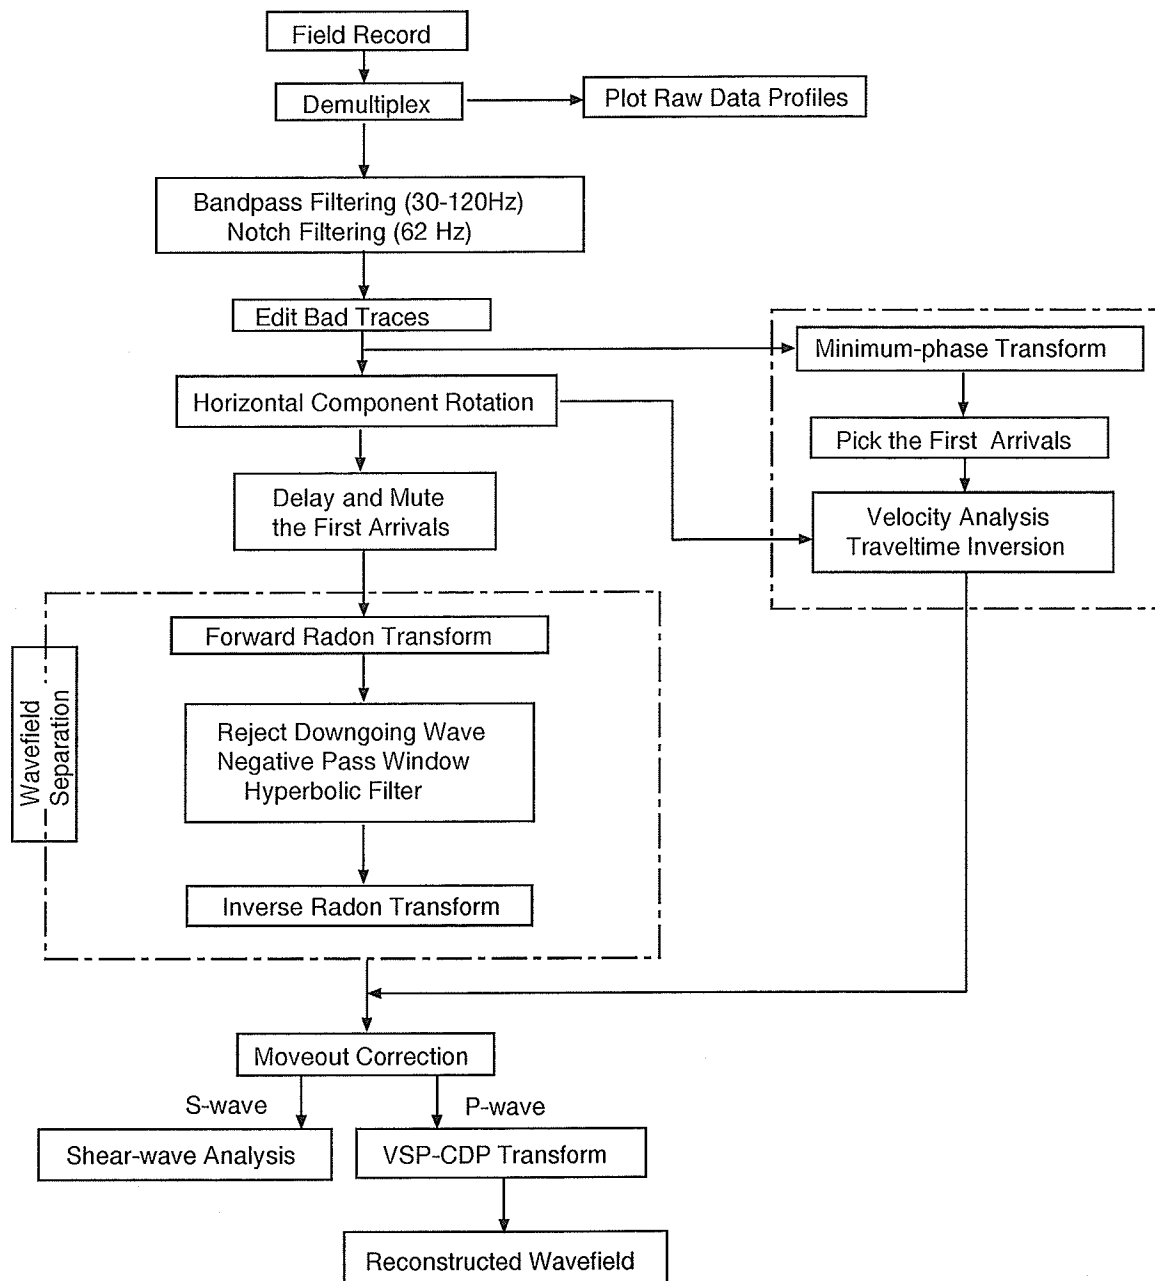 Field Record
Demultiplex
Plot Raw Data Profiles
Bandpass Filtering (30-120Hz)
Notch Filtering (62 Hz)
Edit Bad Traces
Minimum-phase Transform
Horizontal Component Rotation
Pick the First Arrivals
Delay and Mute
the First Arrivals
Velocity Analysis
Traveltime Inversion
Forward Radon Transform
Wavefield
Separation
Reject Downgoing Wave
Negative Pass Window
Hyperbolic Filter
Inverse Radon Transform
Moveout Correction
S-wave
P-wave
Shear-wave Analysis
VSP-CDP Transform
Reconstructed Wavefield